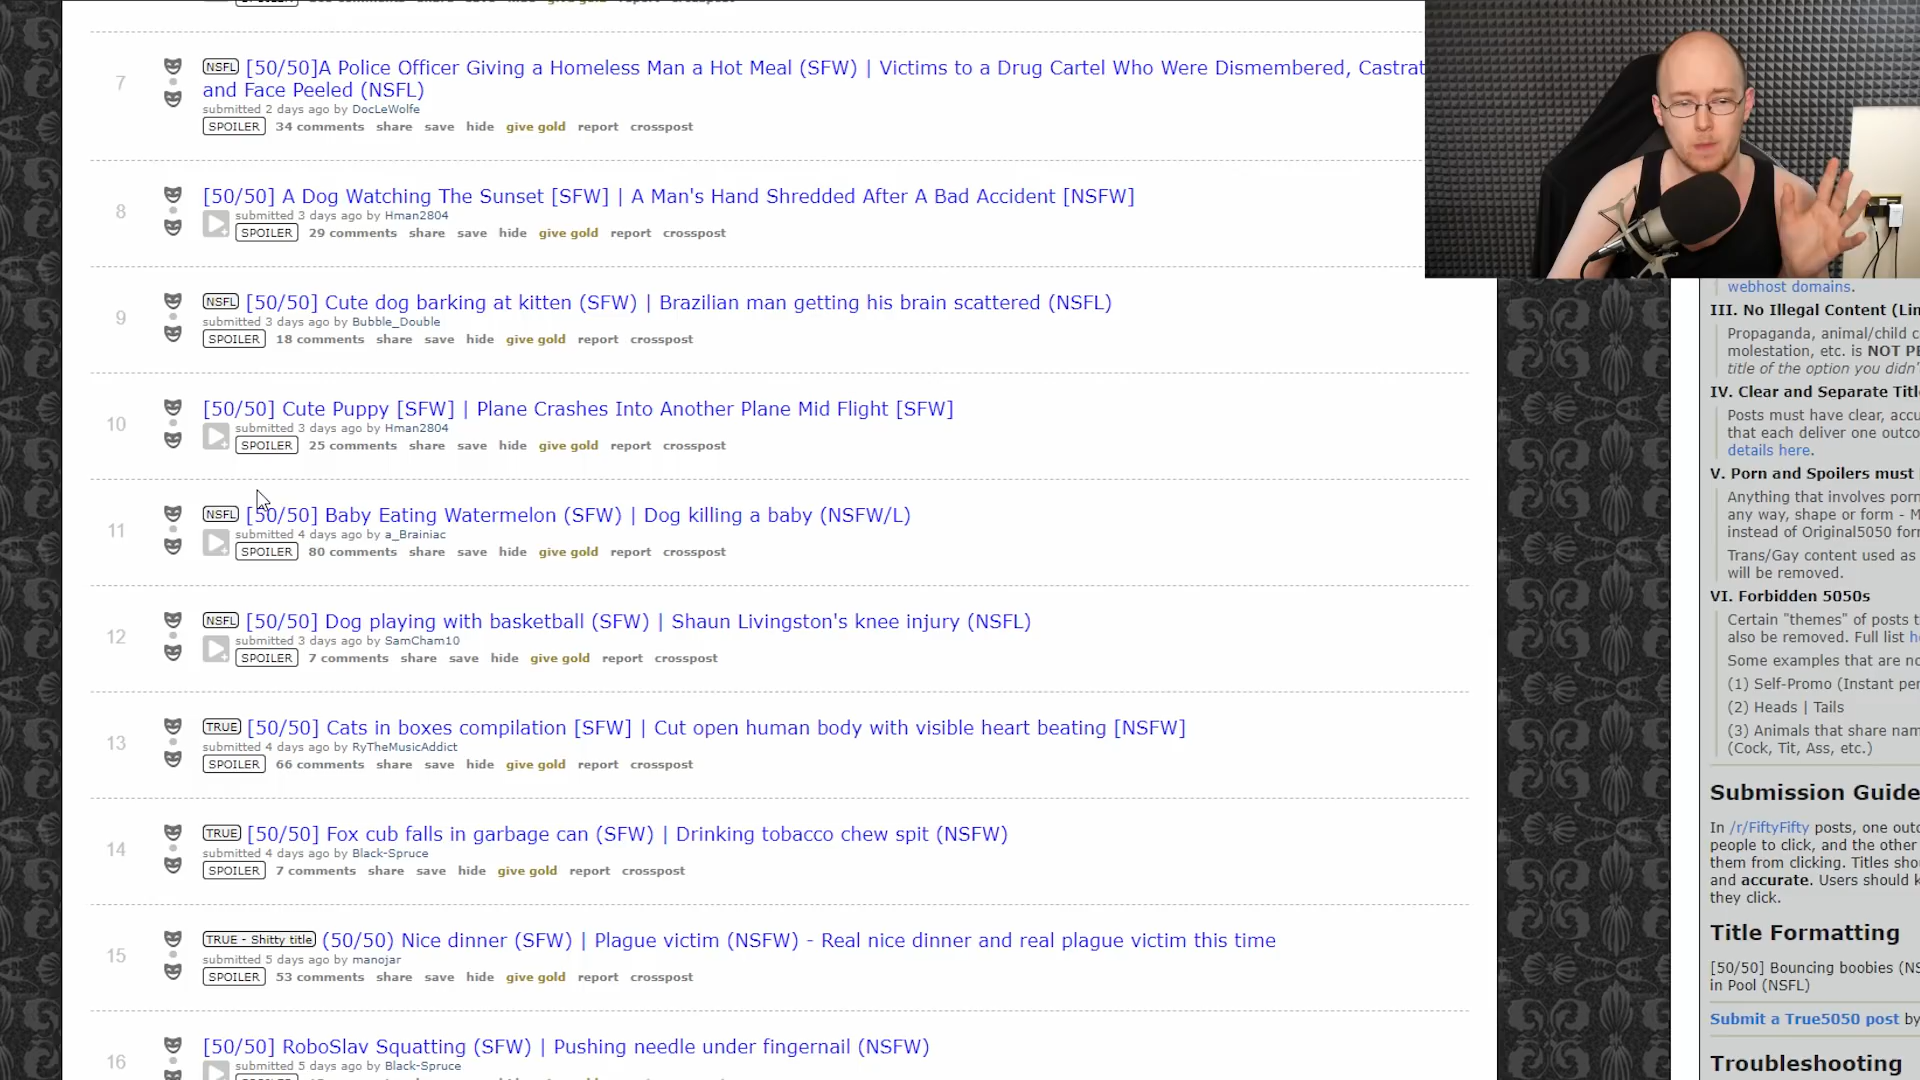 SPOILER comments share save hide give gold report crosspost
7
NSFL [50/50]A Police Officer Giving a Homeless Man a Hot Meal (SFW) | Victims to a Drug Cartel Who Were Dismembered, Castrat
and Face Peeled (NSFL)
submitted 2 days ago by DocLeWolfe
SPOILER 34 comments share save hide give gold report crosspost
8
[50/50] A Dog Watching The Sunset [SFW] | A Man's Hand Shredded After A Bad Accident [NSFW]
submitted 3 days ago by Hman2804
SPOILER 29 comments share save hide give gold report crosspost
9
NSFL [50/50] Cute dog barking at kitten (SFW) | Brazilian man getting his brain scattered (NSFL)
submitted 3 days ago by Bubble_Double
SPOILER 18 comments share save hide give gold report crosspost
10
[50/50] Cute Puppy [SFW] | Plane Crashes Into Another Plane Mid Flight [SFW]
submitted 3 days ago by Hman2804
SPOILER 25 comments share save hide give gold report crosspost
11
NSFL [50/50] Baby Eating Watermelon (SFW) | Dog killing a baby (NSFW/L)
submitted 4 days ago by a_Brainiac
SPOILER 80 comments share save hide give gold report crosspost
12
NSFL [50/50] Dog playing with basketball (SFW) | Shaun Livingston's knee injury (NSFL)
submitted 3 days ago by SamCham10
SPOILER 7 comments share save hide give gold report crosspost
13
TRUE [50/50] Cats in boxes compilation [SFW] | Cut open human body with visible heart beating [NSFW]
submitted 4 days ago by RyTheMusicAddict
SPOILER 66 comments share save hide give gold report crosspost
14
TRUE [50/50] Fox cub falls in garbage can (SFW) | Drinking tobacco chew spit (NSFW)
submitted 4 days ago by Black-Spruce
SPOILER 7 comments share save hide give gold report crosspost
15
TRUE - Shitty title (50/50) Nice dinner (SFW) | Plague victim (NSFW) - Real nice dinner and real plague victim this time
submitted 5 days ago by manojar
SPOILER 53 comments share save hide give gold report crosspost
16
[50/50] RoboSlav Squatting (SFW) | Pushing needle under fingernail (NSFW)
submitted 5 days ago by Black-Spruce
webhost domains.
III. No Illegal Content (Lin
Propaganda, animal/child c
molestation, etc. is NOT PE
title of the option you didn'
IV. Clear and Separate Titl
Posts must have clear, accu
that each deliver one outco
details here.
V. Porn and Spoilers must
Anything that involves porn
any way, shape or form - M
instead of Original5050 for
Trans/Gay content used as
will be removed.
VI. Forbidden 5050s
Certain "themes" of posts t
also be removed. Full list h
Some examples that are no
(1) Self-Promo (Instant per
(2) Heads | Tails
(3) Animals that share nam
(Cock, Tit, Ass, etc.)
Submission Guide
In /r/FiftyFifty posts, one outc
people to click, and the other
them from clicking. Titles sho
and accurate. Users should k
they click.
Title Formatting
[50/50] Bouncing boobies (NS
in Pool (NSFL)
Submit a True5050 post by
Troubleshooting